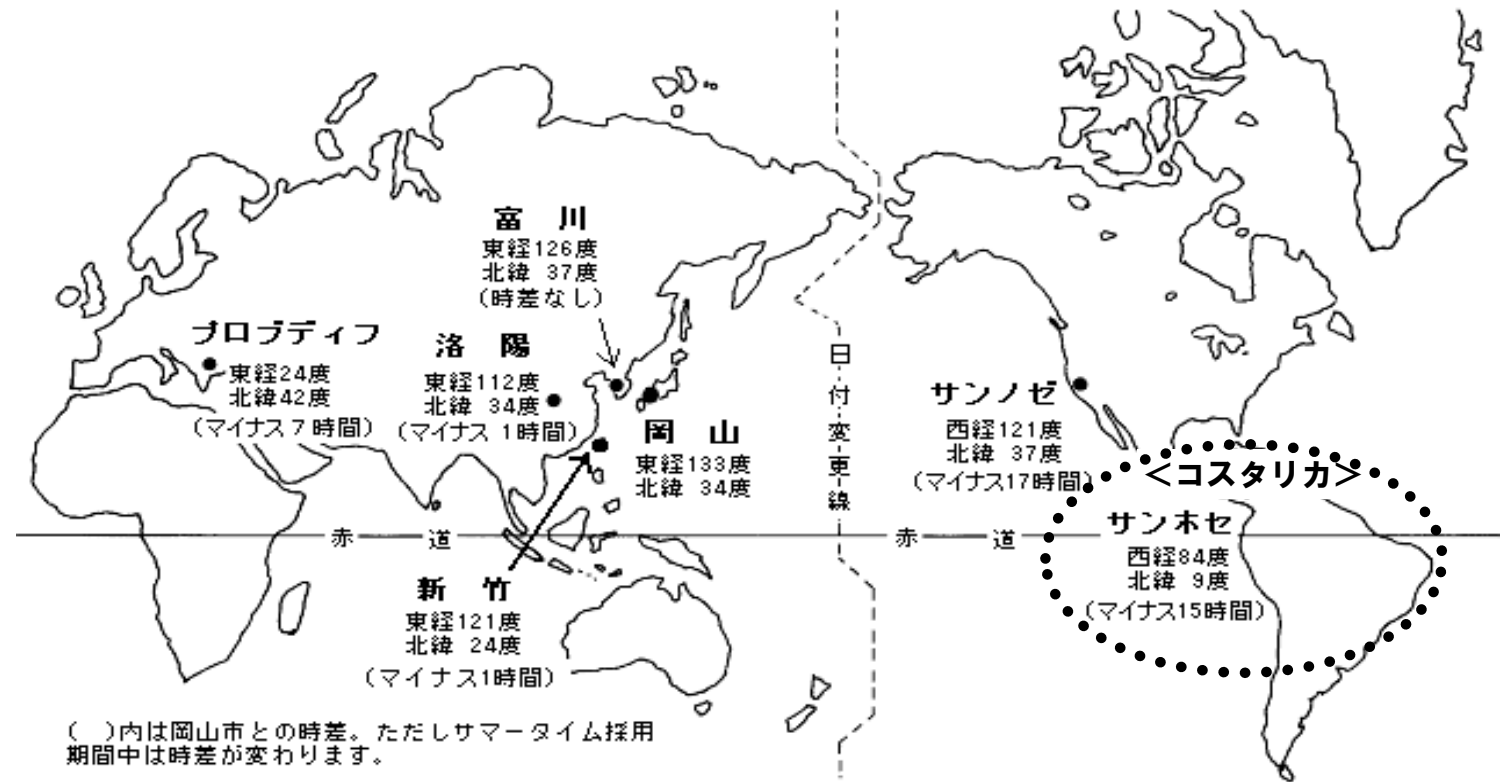 富 川
東経126度
北緯 37度
(時差なし)
プロブディフ
東経24度
北緯42度
(マイナス7時間)
洛 陽
東経112度
北緯 34度
(マイナス 1時間)
岡 山
東経133度
北緯 34度
日付変更線
サンノゼ
西経121度
北緯 37度
(マイナス17時間)
<コスタリカ>
サンホセ
西経84度
北緯 9度
(マイナス15時間)
赤 道
赤 道
新 竹
東経121度
北緯 24度
(マイナス1時間)
( )内は岡山市との時差。ただしサマータイム採用
期間中は時差が変わります。